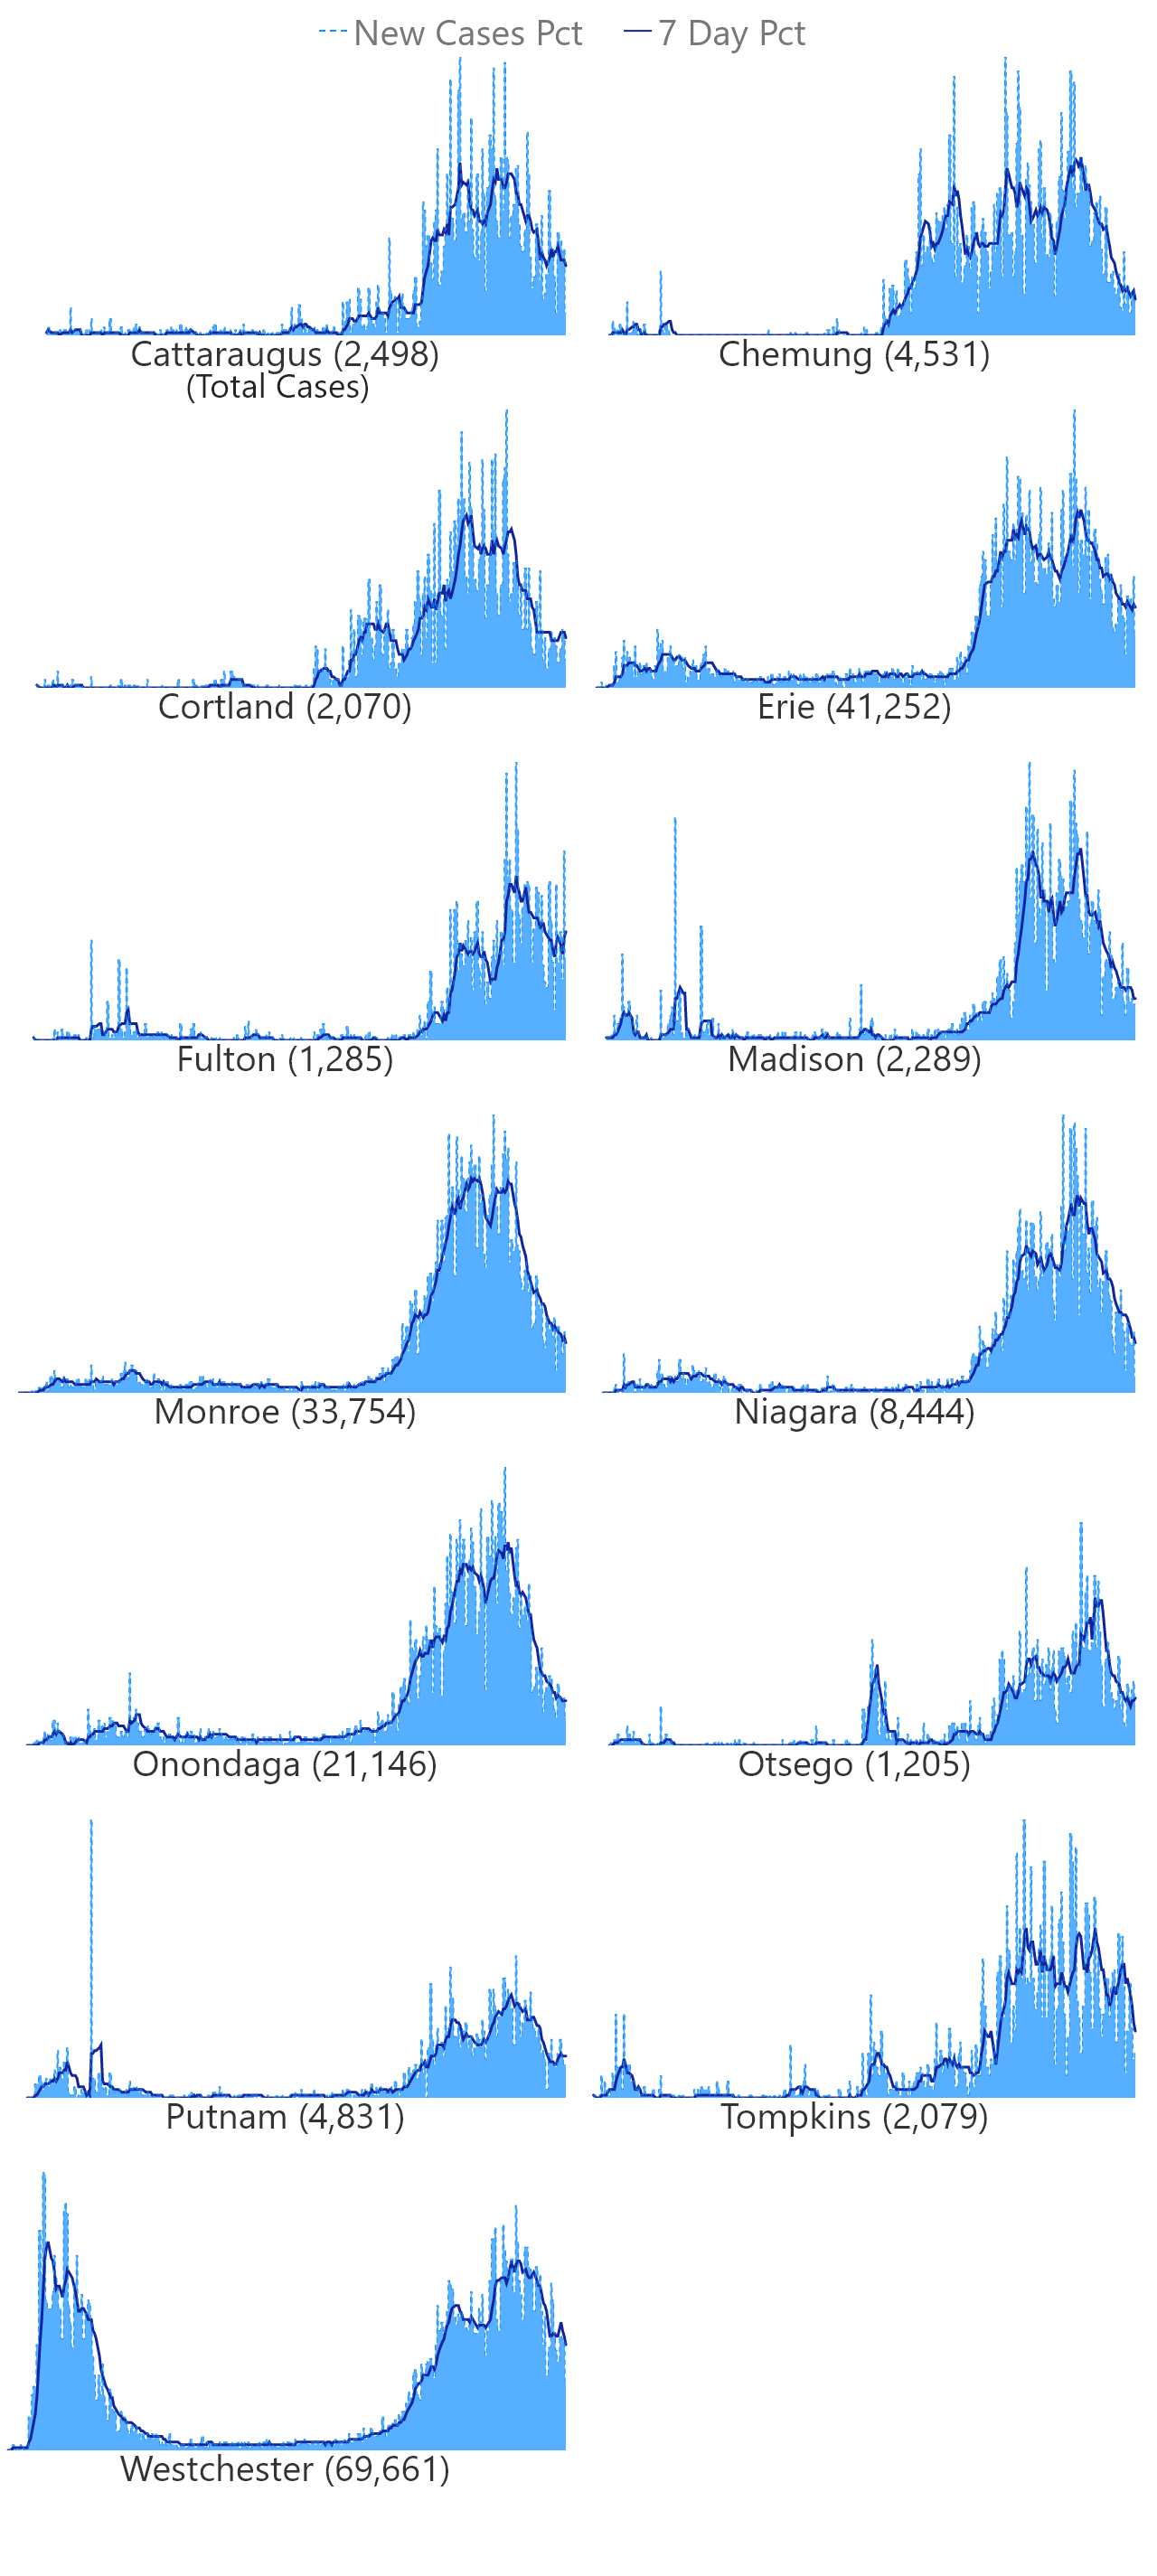 New Cases Pct 7 Day Pct
Cattaraugus (2,498)
(Total Cases)
Chemung (4,531)
Cortland (2,070)
Erie (41,252)
Fulton (1,285)
Madison (2,289)
Monroe (33,754)
Niagara (8,444)
Onondaga (21,146)
Otsego (1,205)
Putnam (4,831)
Tompkins (2,079)
Westchester (69,661)